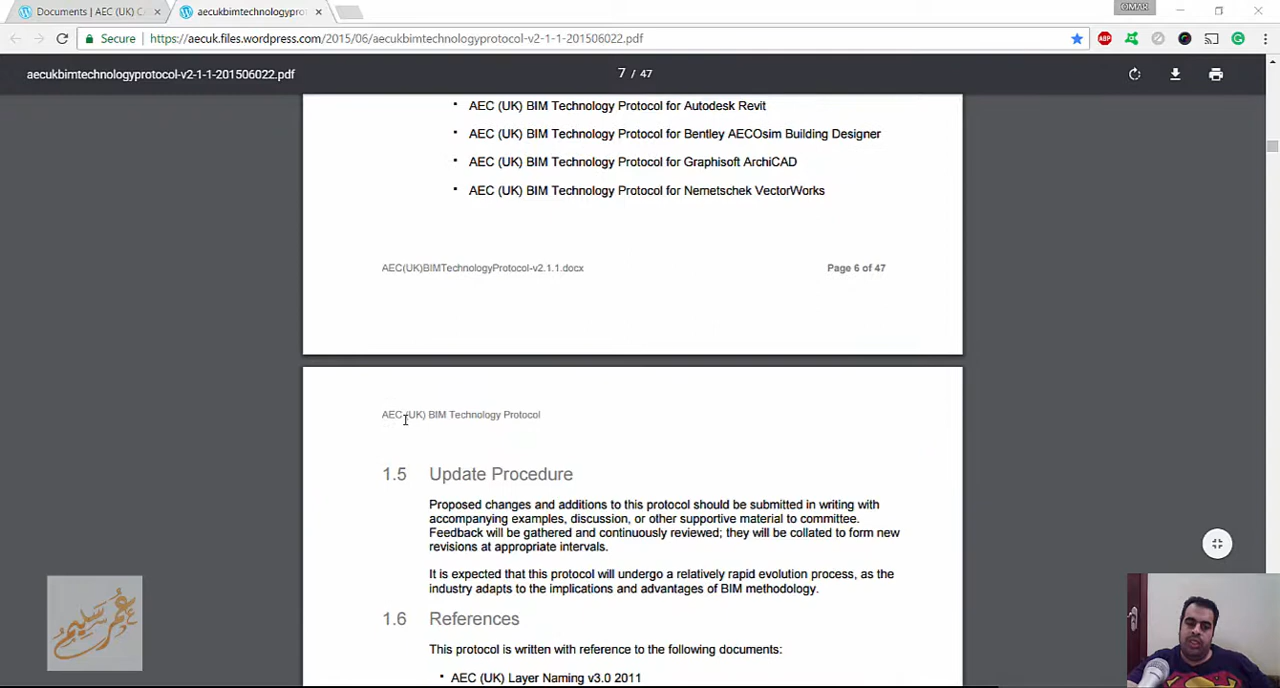 Documents | AEC (UK) C
aecukbimtechnologypro
OMAR
Secure
https://aecuk.files.wordpress.com/2015/06/aecukbimtechnologyprotocol-v2-1-1-201506022.pdf
ABP
aecukbimtechnologyprotocol-v2-1-1-201506022.pdf
7 / 47
• AEC (UK) BIM Technology Protocol for Autodesk Revit
• AEC (UK) BIM Technology Protocol for Bentley AECOsim Building Designer
• AEC (UK) BIM Technology Protocol for Graphisoft ArchiCAD
• AEC (UK) BIM Technology Protocol for Nemetschek VectorWorks
AEC(UK)BIMTechnologyProtocol-v2.1.1.docx
Page 6 of 47
AEC (UK) BIM Technology Protocol
1.5 Update Procedure
Proposed changes and additions to this protocol should be submitted in writing with
accompanying examples, discussion, or other supportive material to committee.
Feedback will be gathered and continuously reviewed; they will be collated to form new
revisions at appropriate intervals.
It is expected that this protocol will undergo a relatively rapid evolution process, as the
industry adapts to the implications and advantages of BIM methodology.
1.6 References
This protocol is written with reference to the following documents:
• AEC (UK) Layer Naming v3.0 2011
عمر سليم